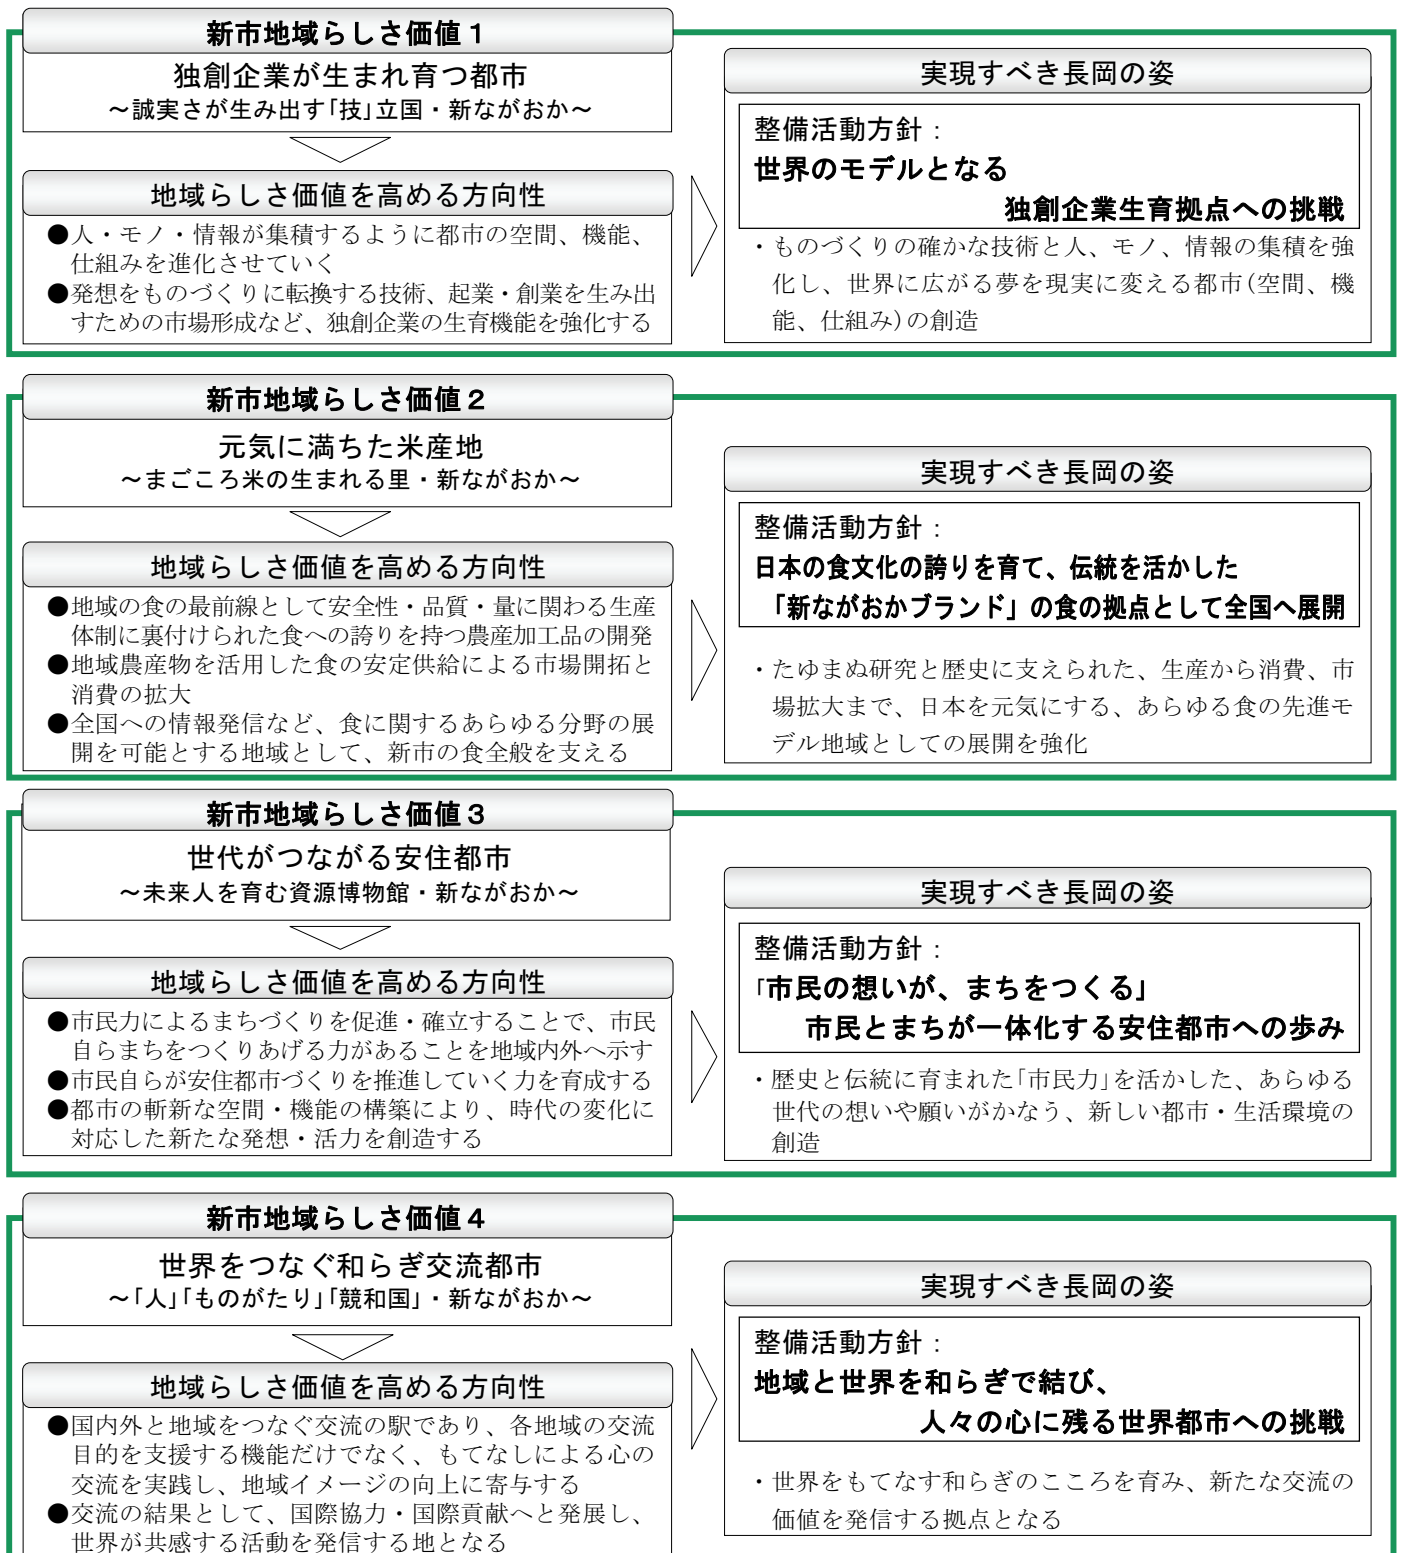 新市地域らしさ価値１
独創企業が生まれ育つ都市
～誠実さが生み出す｢技｣立国・新ながおか～
地域らしさ価値を高める方向性
●人・モノ・情報が集積するように都市の空間、機能、
仕組みを進化させていく
●発想をものづくりに転換する技術、起業・創業を生み出
すための市場形成など、独創企業の生育機能を強化する
実現すべき長岡の姿
整備活動方針：
世界のモデルとなる
独創企業生育拠点への挑戦
・ものづくりの確かな技術と人、モノ、情報の集積を強
化し、世界に広がる夢を現実に変える都市(空間、機
能、仕組み)の創造
新市地域らしさ価値２
元気に満ちた米産地
～まごころ米の生まれる里・新ながおか～
地域らしさ価値を高める方向性
●地域の食の最前線として安全性・品質・量に関わる生産
体制に裏付けられた食への誇りを持つ農産加工品の開発
●地域農産物を活用した食の安定供給による市場開拓と
消費の拡大
●全国への情報発信など、食に関するあらゆる分野の展
開を可能とする地域として、新市の食全般を支える
実現すべき長岡の姿
整備活動方針：
日本の食文化の誇りを育て、伝統を活かした
「新ながおかブランド」の食の拠点として全国へ展開
・たゆまぬ研究と歴史に支えられた、生産から消費、市
場拡大まで、日本を元気にする、あらゆる食の先進モ
デル地域としての展開を強化
新市地域らしさ価値３
世代がつながる安住都市
～未来人を育む資源博物館・新ながおか～
地域らしさ価値を高める方向性
●市民力によるまちづくりを促進・確立することで、市民
自らまちをつくりあげる力があることを地域内外へ示す
●市民自らが安住都市づくりを推進していく力を育成する
●都市の斬新な空間・機能の構築により、時代の変化に
対応した新たな発想・活力を創造する
実現すべき長岡の姿
整備活動方針：
｢市民の想いが、まちをつくる｣
市民とまちが一体化する安住都市への歩み
・歴史と伝統に育まれた｢市民力｣を活かした、あらゆる
世代の想いや願いがかなう、新しい都市・生活環境の
創造
新市地域らしさ価値４
世界をつなぐ和らぎ交流都市
～｢人｣｢ものがたり｣｢競和国｣・新ながおか～
地域らしさ価値を高める方向性
●国内外と地域をつなぐ交流の駅であり、各地域の交流
目的を支援する機能だけでなく、もてなしによる心の
交流を実践し、地域イメージの向上に寄与する
●交流の結果として、国際協力・国際貢献へと発展し、
世界が共感する活動を発信する地となる
実現すべき長岡の姿
整備活動方針：
地域と世界を和らぎで結び、
人々の心に残る世界都市への挑戦
・世界をもてなす和らぎのこころを育み、新たな交流の
価値を発信する拠点となる